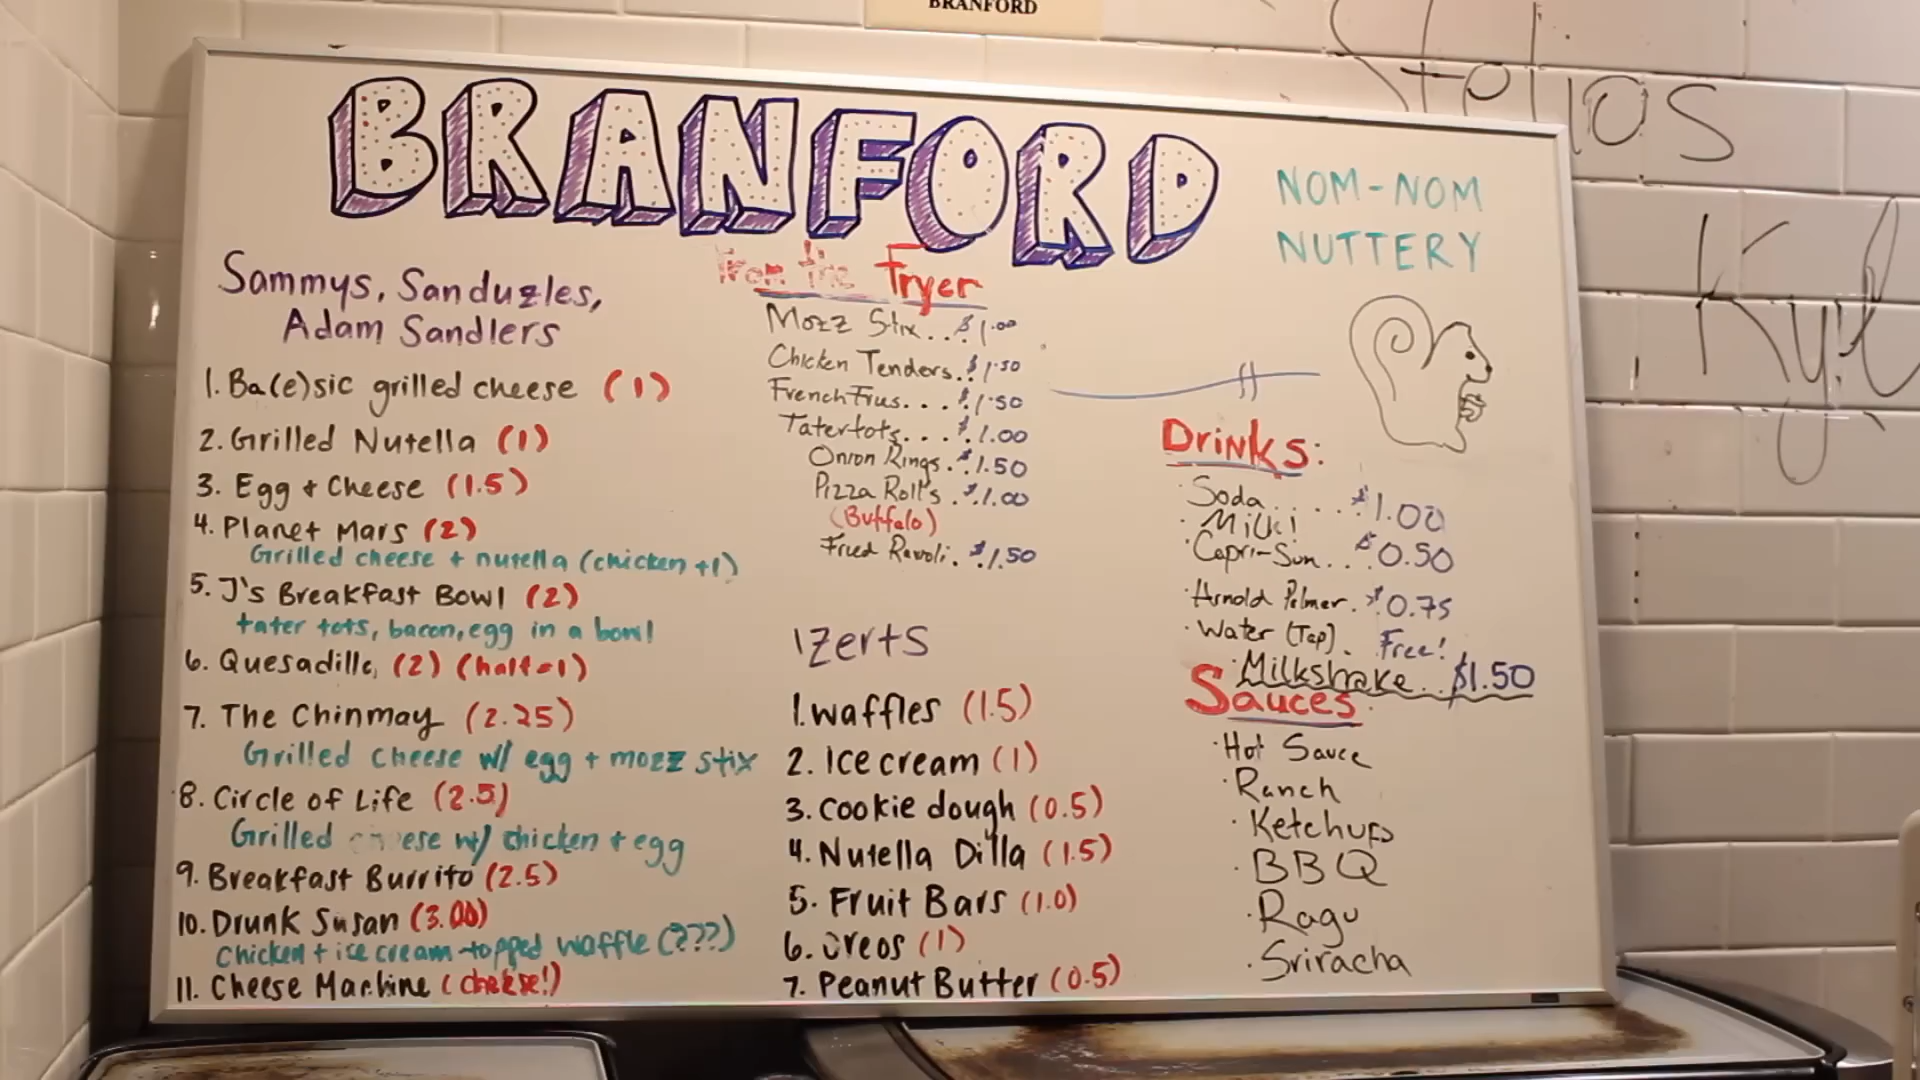 BRANFORD
Stelios
BRANFORD
NOM-NOM
NUTTERY
Kyle
Sammys, Sanduzles,
Adam Sandlers
1. Ba(e)sic grilled cheese (1)
2. Grilled Nutella (1)
3. Egg + Cheese (1.5)
4. Planet Mars (2)
Grilled cheese + nutella (chicken +1)
5. J's Breakfast Bowl (2)
tater tots, bacon, egg in a bowl
6. Quesadilla (2) (half=1)
7. The Chinmay (2.25)
Grilled cheese w/ egg + mozz stix
8. Circle of Life (2.5)
Grilled cheese w/ chicken + egg
9. Breakfast Burrito (2.5)
10. Drunk Susan (3.00)
Chicken + ice cream-topped waffle (???)
11. Cheese Machine (cheese!)
From the Fryer
Mozz Stix... $1.00
Chicken Tenders.. $1.50
French Fries.... $1.50
Tatertots.... $1.00
Onion Rings.. $1.50
Pizza Rolls.. $1.00
(Buffalo)
Fried Ravoli.. $1.50
zerts
1. waffles (1.5)
2. Ice cream (1)
3. cookie dough (0.5)
4. Nutella Dilla (1.5)
5. Fruit Bars (1.0)
6. Oreos (1)
7. Peanut Butter (0.5)
Drinks:
· Soda..... $1.00
· Milk!
· Capri-Sun... $0.50
· Arnold Palmer.. $0.75
· Water (Tap). Free!
· Milkshake.. $1.50
Sauces
· Hot Sauce
· Ranch
· Ketchups
· BBQ
· Ragu
· Sriracha